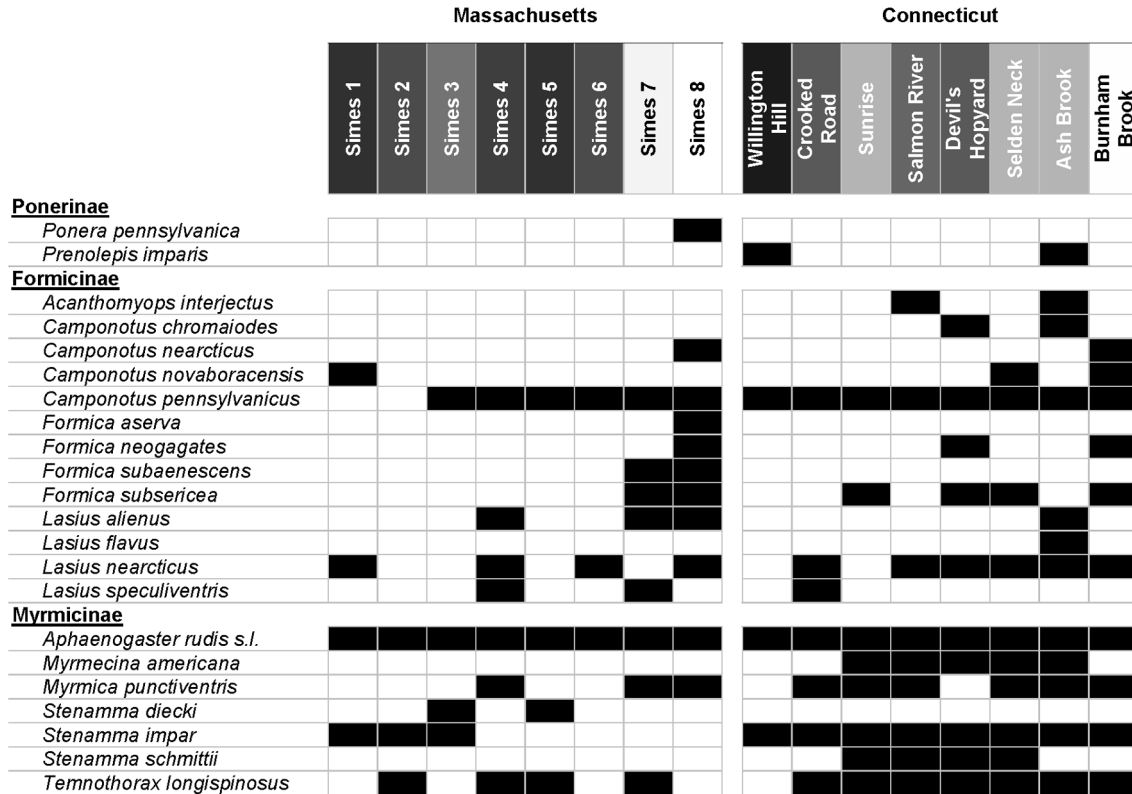 Massachusetts
Connecticut
Simes 1
Simes 2
Simes 3
Simes 4
Simes 5
Simes 6
Simes 7
Simes 8
Willington
Hill
Crooked
Road
Sunrise
Salmon River
Devil's
Hopyard
Selden Neck
Ash Brook
Burnham
Brook
Ponerinae
Ponera pennsylvanica
Prenolepis imparis
Formicinae
Acanthomyops interjectus
Camponotus chromaiodes
Camponotus nearcticus
Camponotus novaboracensis
Camponotus pennsylvanicus
Formica aserva
Formica neogagates
Formica subaenescens
Formica subsericea
Lasius alienus
Lasius flavus
Lasius nearcticus
Lasius speculiventris
Myrmicinae
Aphaenogaster rudis s.l.
Myrmecina americana
Myrmica punctiventris
Stenamma diecki
Stenamma impar
Stenamma schmittii
Temnothorax longispinosus